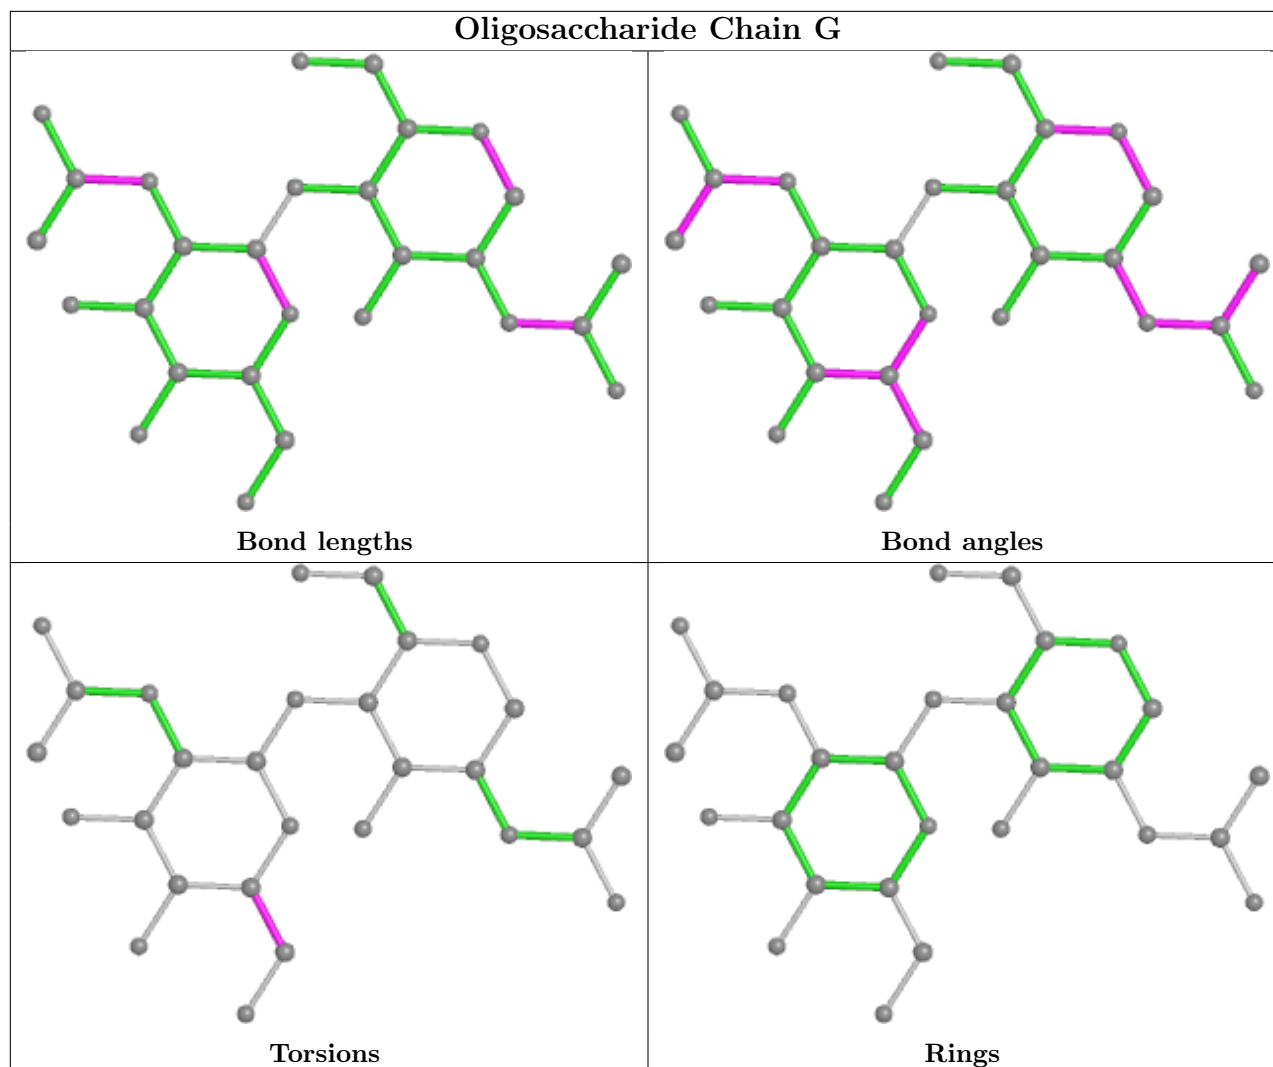 Oligosaccharide Chain G
Bond lengths
Bond angles
Torsions
Rings